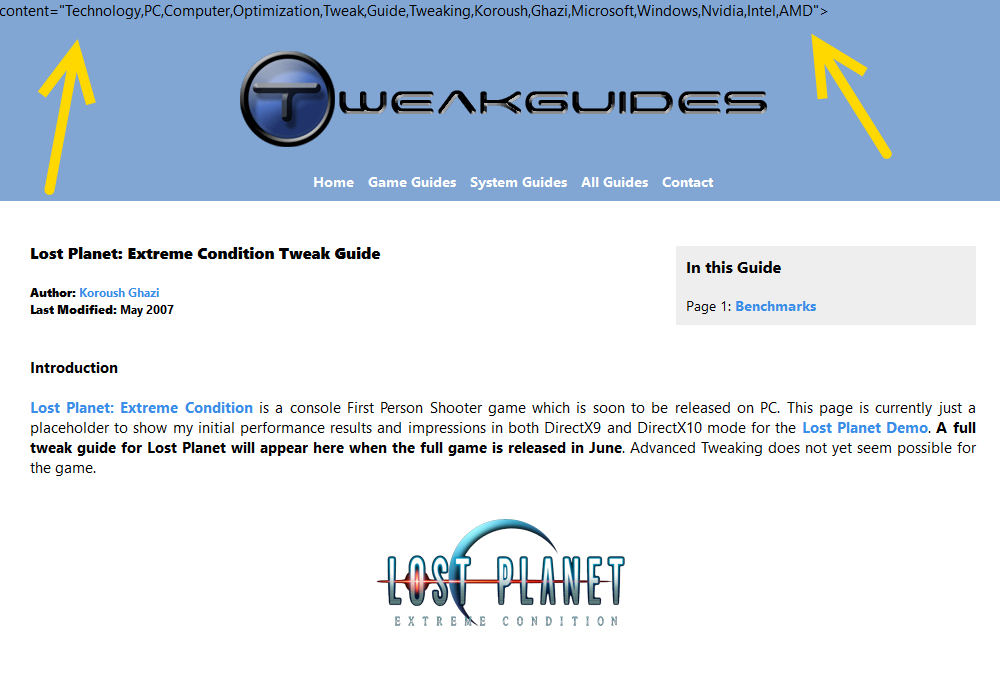 content="Technology,PC,Computer,Optimization,Tweak,Guide,Tweaking,Koroush,Ghazi,Microsoft,Windows,Nvidia,Intel,AMD">
TWEAKGUIDES
Home Game Guides System Guides All Guides Contact
Lost Planet: Extreme Condition Tweak Guide
Author: Koroush Ghazi
Last Modified: May 2007
In this Guide
Page 1: Benchmarks
Introduction
Lost Planet: Extreme Condition is a console First Person Shooter game which is soon to be released on PC. This page is currently just a
placeholder to show my initial performance results and impressions in both DirectX9 and DirectX10 mode for the Lost Planet Demo. A full
tweak guide for Lost Planet will appear here when the full game is released in June. Advanced Tweaking does not yet seem possible for
the game.
LOST PLANET
EXTREME CONDITION